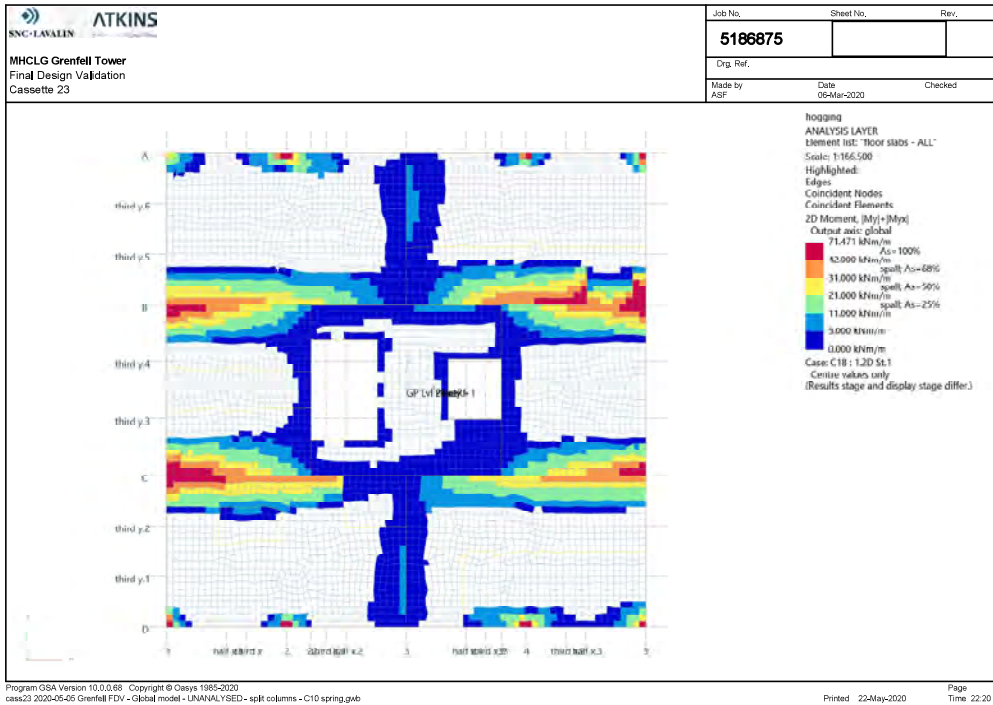 SNC·LAVALIN ATKINS
MHCLG Grenfell Tower
Final Design Validation
Cassette 23
Job No. Sheet No. Rev.
5186875
Drg. Ref.
Made by Date Checked
ASF 06-Mar-2020
hogging
ANALYSIS LAYER
Element list: "floor slabs - ALL"
Scale: 1:166.500
Highlighted:
Edges
Coincident Nodes
Coincident Elements
2D Moment, |My|+|Myx|
Output axis: global
71.471 kNm/m
As=100%
42.000 kNm/m
spall; As=68%
31.000 kNm/m
spall; As=50%
21.000 kNm/m
spall; As=25%
11.000 kNm/m
5.000 kNm/m
0.000 kNm/m
Case: C18 : 1.2D St.1
Centre values only
(Results stage and display stage differ.)
A
third y.6
third y.5
B
third y.4
GP Lvl
third y.3
C
third y.2
third y.1
D
2 3 4 third half x.3 5
Program GSA Version 10.0.0.68 Copyright © Oasys 1985-2020
cass23 2020-05-05 Grenfell FDV - Global model - UNANALYSED - split columns - C10 spring.gwb
Page
Printed 22-May-2020 Time 22:20